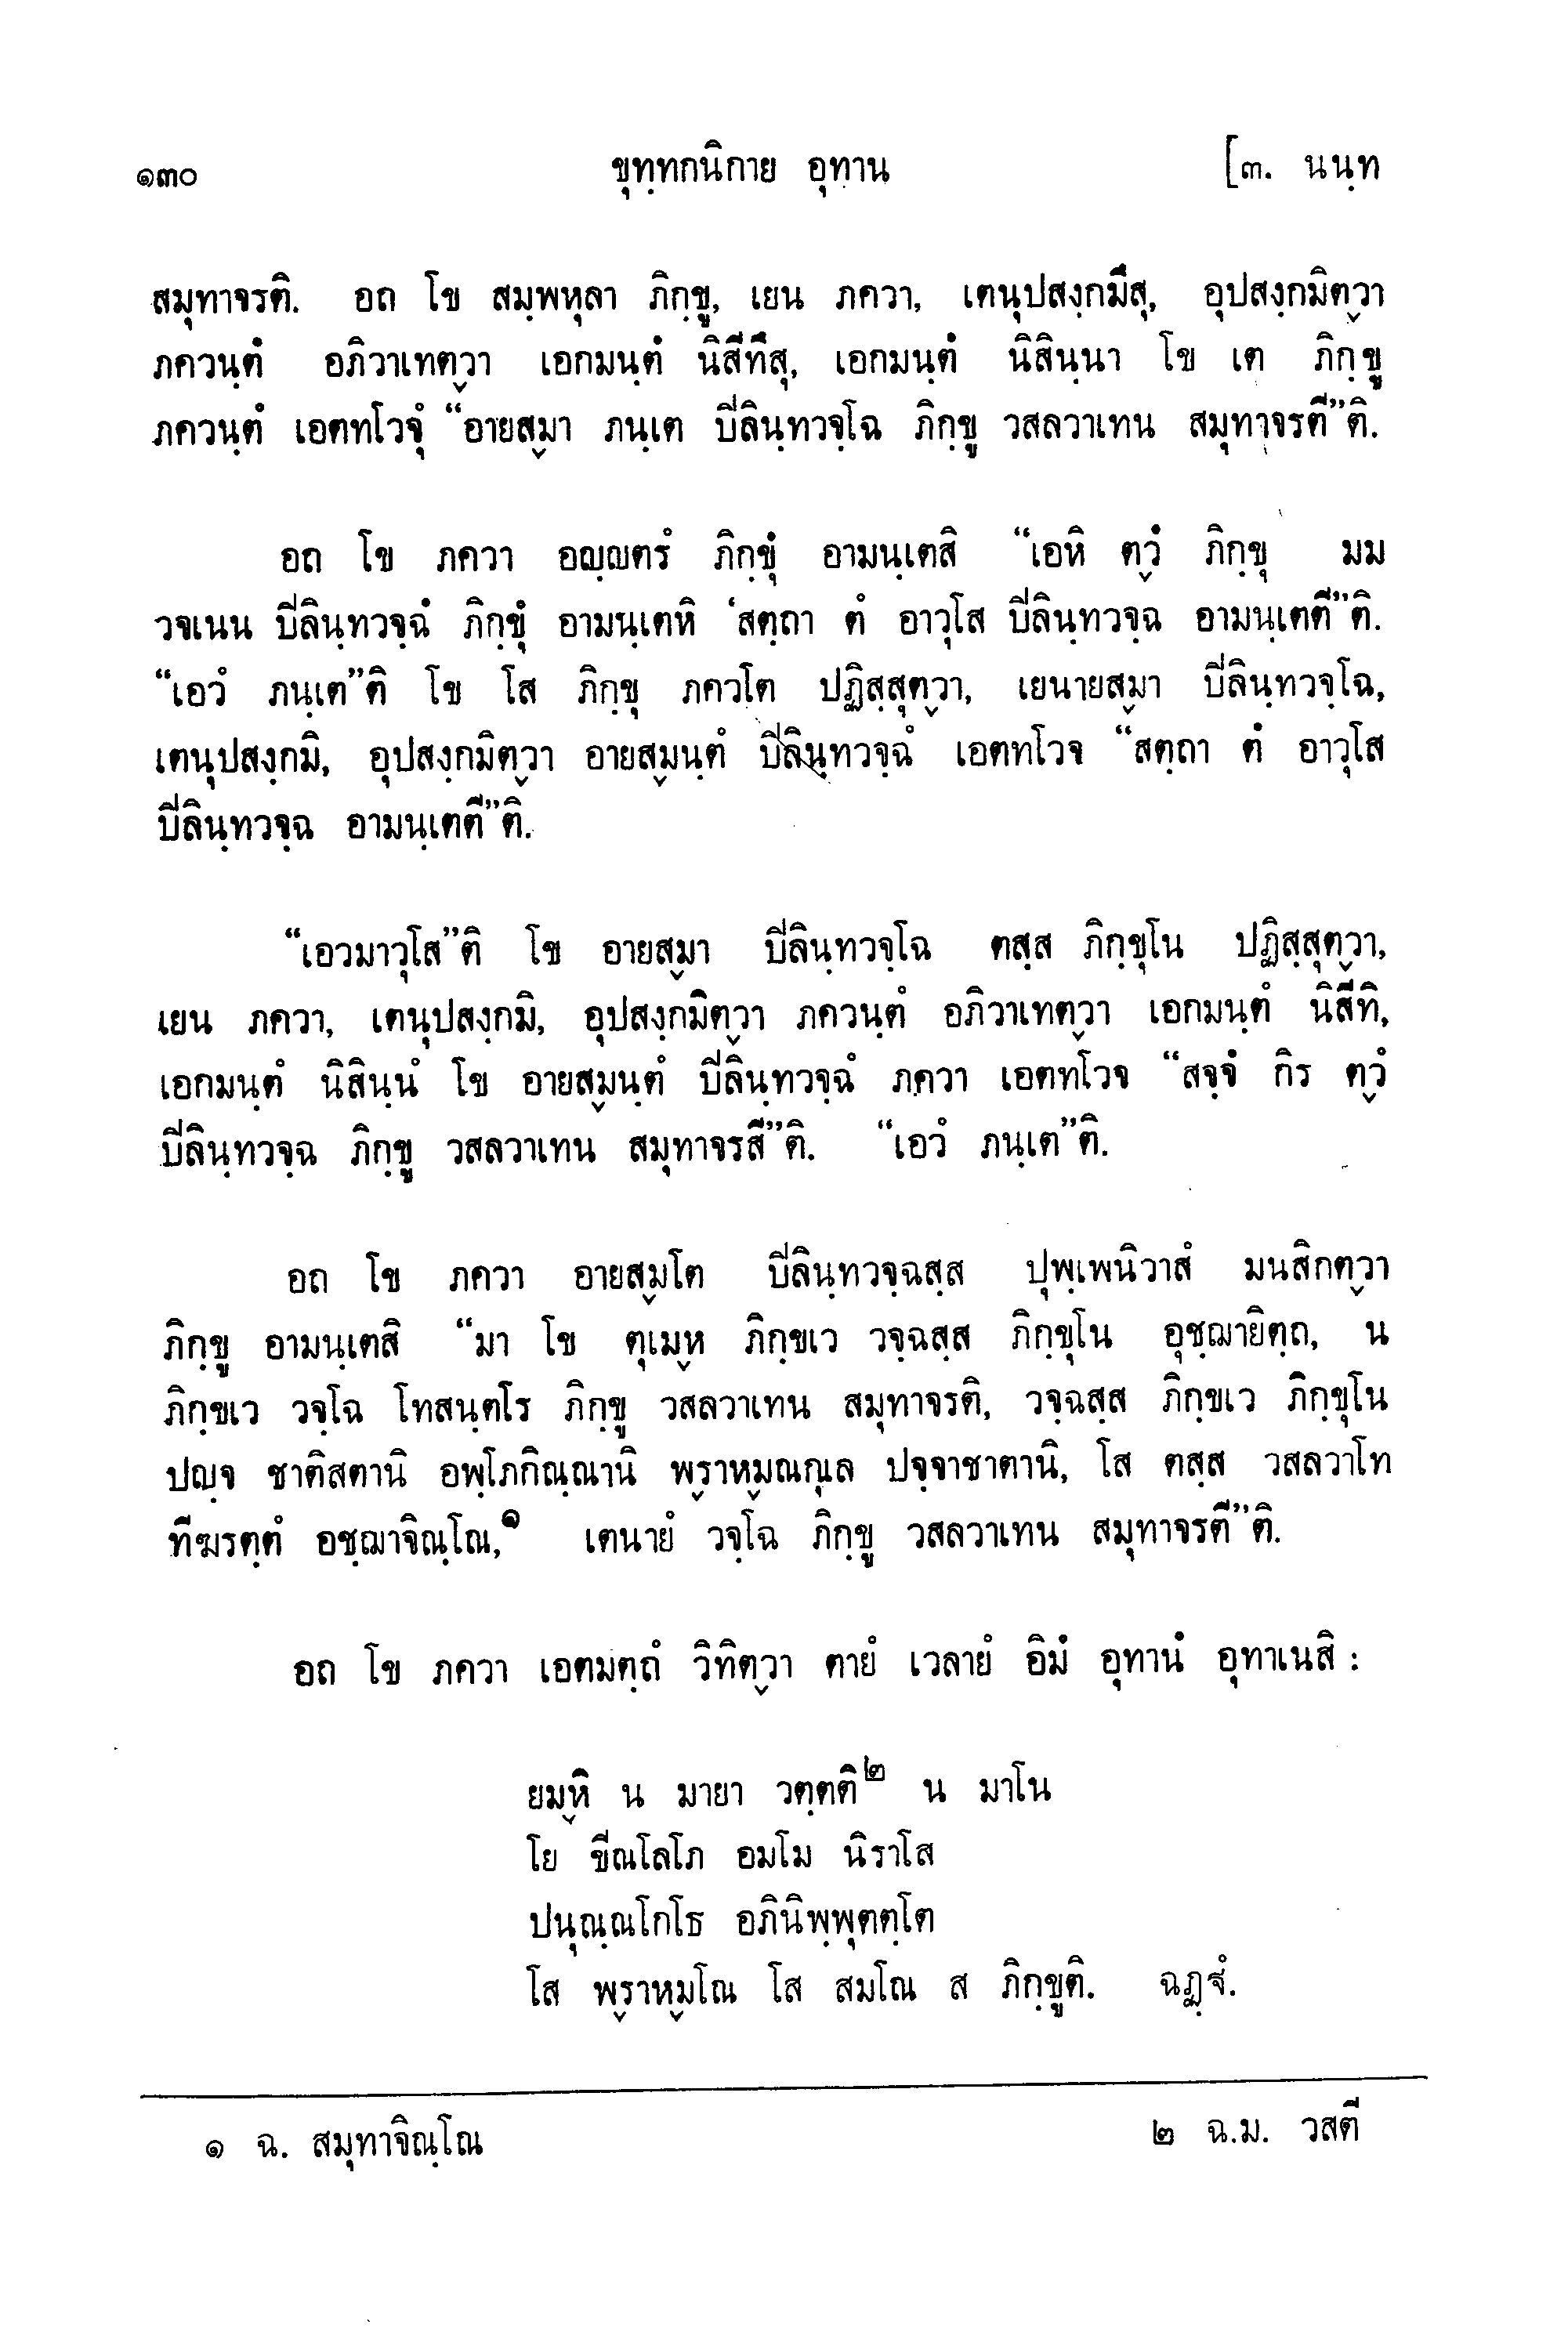 ๑๓๐ ขุทฺทกนิกาย อุทาน [๓. นนฺท
สมุทาจรติ. อถ โข สมฺพหุลา ภิกฺขู, เยน ภควา, เตนุปสงฺกมึสุ, อุปสงฺกมิตฺวา
ภควนฺตํ อภิวาเทตฺวา เอกมนฺตํ นิสีทึสุ, เอกมนฺตํ นิสินฺนา โข เต ภิกฺขู
ภควนฺตํ เอตทโวจุํ “อายสฺมา ภนฺเต ปิลินฺทวจฺโฉ ภิกฺขู วสลวาเทน สมุทาจรตี”ติ.
อถ โข ภควา อญฺญตรํ ภิกฺขุํ อามนฺเตสิ “เอหิ ตฺวํ ภิกฺขุ มม
วจเนน ปิลินฺทวจฺฉํ ภิกฺขุํ อามนฺเตหิ ‘สตฺถา ตํ อาวุโส ปิลินฺทวจฺฉ อามนฺเตตี”ติ.
“เอวํ ภนฺเต”ติ โข โส ภิกฺขุ ภควโต ปฏิสฺสุตฺวา, เยนายสฺมา ปิลินฺทวจฺโฉ,
เตนุปสงฺกมิ, อุปสงฺกมิตฺวา อายสฺมนฺตํ ปิลินฺทวจฺฉํ เอตทโวจ “สตฺถา ตํ อาวุโส
ปิลินฺทวจฺฉ อามนฺเตตี”ติ.
“เอวมาวุโส”ติ โข อายสฺมา ปิลินฺทวจฺโฉ ตสฺส ภิกฺขุโน ปฏิสฺสุตฺวา,
เยน ภควา, เตนุปสงฺกมิ, อุปสงฺกมิตฺวา ภควนฺตํ อภิวาเทตฺวา เอกมนฺตํ นิสีทิ,
เอกมนฺตํ นิสินฺนํ โข อายสฺมนฺตํ ปิลินฺทวจฺฉํ ภควา เอตทโวจ “สจฺจํ กิร ตฺวํ
ปิลินฺทวจฺฉ ภิกฺขู วสลวาเทน สมุทาจรสี”ติ. “เอวํ ภนฺเต”ติ.
อถ โข ภควา อายสฺมโต ปิลินฺทวจฺฉสฺส ปุพฺเพนิวาสํ มนสิกตฺวา
ภิกฺขู อามนฺเตสิ “มา โข ตุเมฺห ภิกฺขเว วจฺฉสฺส ภิกฺขุโน อุชฺฌายิตฺถ, น
ภิกฺขเว วจฺโฉ โทสนฺตโร ภิกฺขู วสลวาเทน สมุทาจรติ, วจฺฉสฺส ภิกฺขเว ภิกฺขุโน
ปญฺจ ชาติสตานิ อพฺโภกิณฺณานิ พฺราหฺมณกุเล ปจฺจาชาตานิ, โส ตสฺส วสลวาโท
ทีฆรตฺตํ อชฺฌาจิณฺโณ,๑ เตนายํ วจฺโฉ ภิกฺขู วสลวาเทน สมุทาจรตี”ติ.
อถ โข ภควา เอตมตฺถํ วิทิตฺวา ตายํ เวลายํ อิมํ อุทานํ อุทาเนสิ :
ยมฺหิ น มายา วตฺตติ๒ น มาโน
โย ขีณโลโภ อมโม นิราโส
ปนุณฺณโกโธ อภินิพฺพุตตฺโต
โส พฺราหฺมโณ โส สมโณ ส ภิกฺขูติ. ฉฏฺฐํ.
๑ ฉ. สมุทาจิณฺโณ ๒ ฉ.ม. วสตี